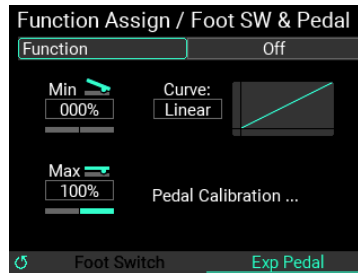 Function Assign / Foot SW & Pedal
Function Off
Min Curve:
000% Linear
Max
100% Pedal Calibration ...
Foot Switch Exp Pedal